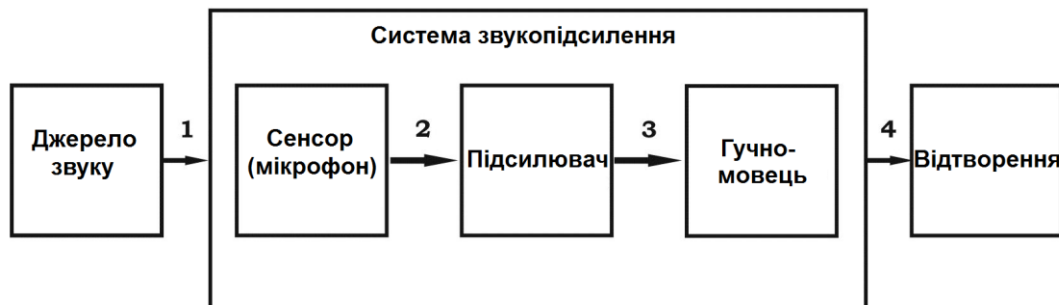 Система звукопідсилення
Джерело
звуку
1
Сенсор
(мікрофон)
2
Підсилювач
3
Гучно-
мовець
4
Відтворення